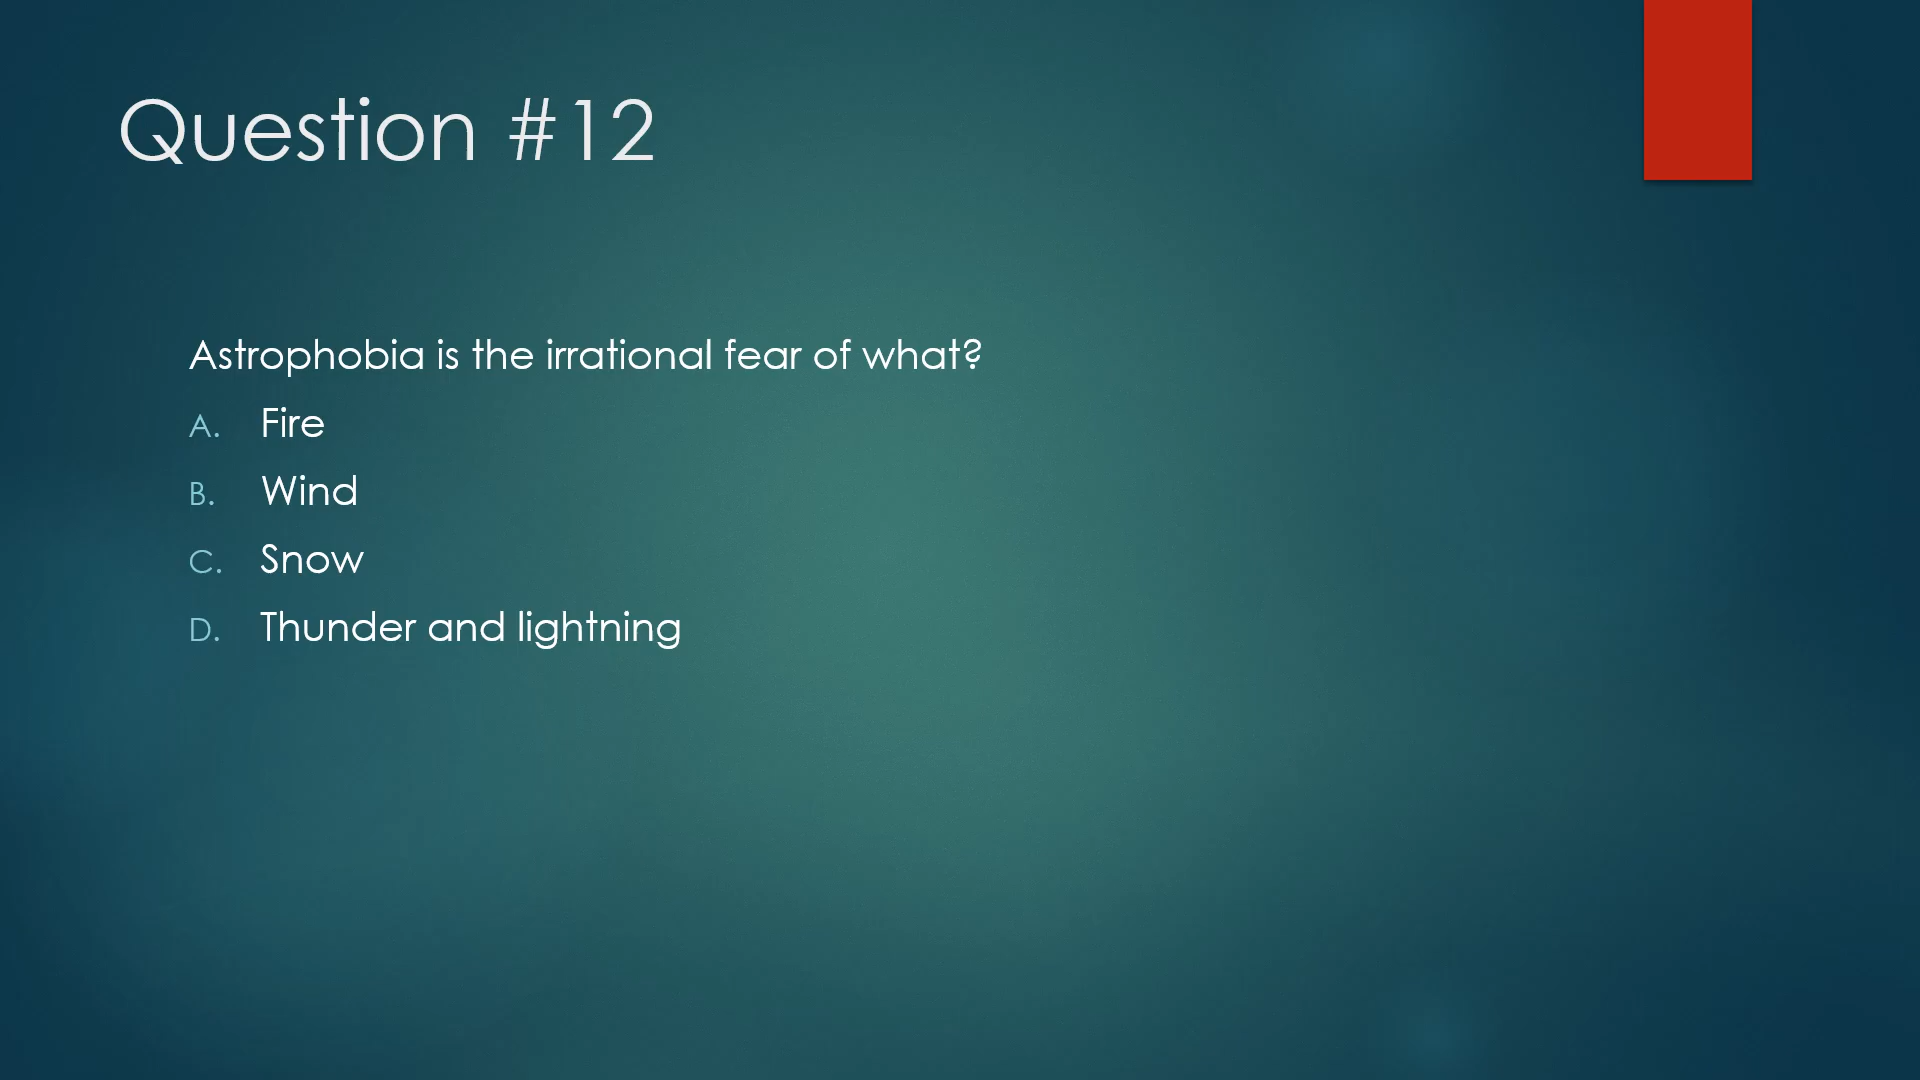 Question #12
Astrophobia is the irrational fear of what?
A. Fire
B. Wind
C. Snow
D. Thunder and lightning